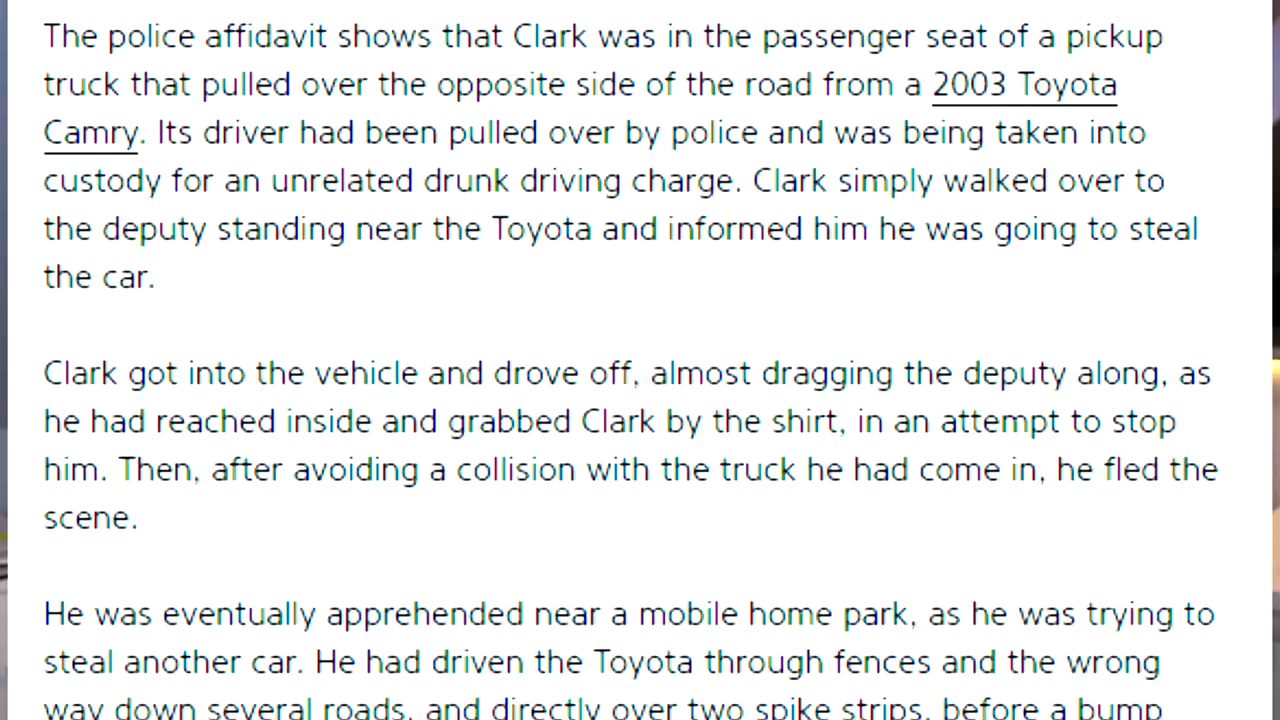 The police affidavit shows that Clark was in the passenger seat of a pickup
truck that pulled over the opposite side of the road from a 2003 Toyota
Camry. Its driver had been pulled over by police and was being taken into
custody for an unrelated drunk driving charge. Clark simply walked over to
the deputy standing near the Toyota and informed him he was going to steal
the car.
Clark got into the vehicle and drove off, almost dragging the deputy along, as
he had reached inside and grabbed Clark by the shirt, in an attempt to stop
him. Then, after avoiding a collision with the truck he had come in, he fled the
scene.
He was eventually apprehended near a mobile home park, as he was trying to
steal another car. He had driven the Toyota through fences and the wrong
way down several roads, and directly over two spike strips, before a bump